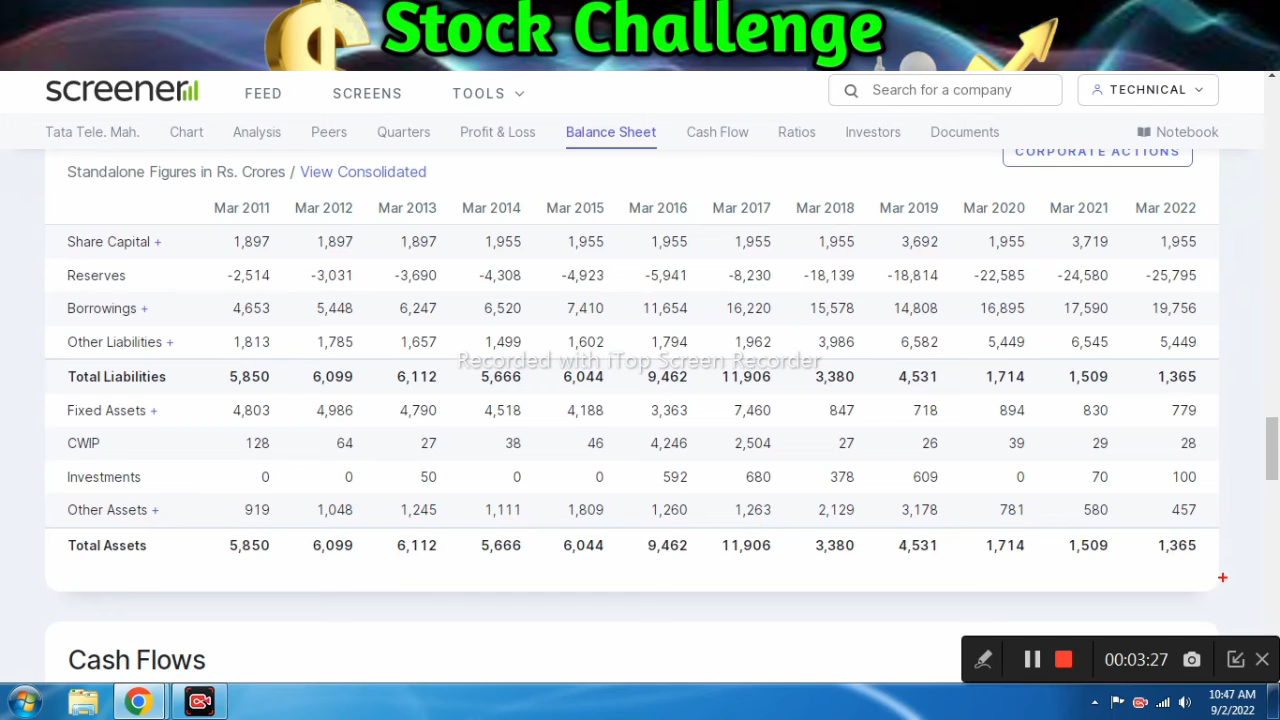 Stock Challenge
screener FEED SCREENS TOOLS Search for a company TECHNICAL
Tata Tele. Mah. Chart Analysis Peers Quarters Profit & Loss Balance Sheet Cash Flow Ratios Investors Documents Notebook
CORPORATE ACTIONS
Standalone Figures in Rs. Crores / View Consolidated
Mar 2011 Mar 2012 Mar 2013 Mar 2014 Mar 2015 Mar 2016 Mar 2017 Mar 2018 Mar 2019 Mar 2020 Mar 2021 Mar 2022
Share Capital + 1,897 1,897 1,897 1,955 1,955 1,955 1,955 1,955 3,692 1,955 3,719 1,955
Reserves -2,514 -3,031 -3,690 -4,308 -4,923 -5,941 -8,230 -18,139 -18,814 -22,585 -24,580 -25,795
Borrowings + 4,653 5,448 6,247 6,520 7,410 11,654 16,220 15,578 14,808 16,895 17,590 19,756
Other Liabilities + 1,813 1,785 1,657 1,499 1,602 1,794 1,962 3,986 6,582 5,449 6,545 5,449
Recorded with iTop Screen Recorder
Total Liabilities 5,850 6,099 6,112 5,666 6,044 9,462 11,906 3,380 4,531 1,714 1,509 1,365
Fixed Assets + 4,803 4,986 4,790 4,518 4,188 3,363 7,460 847 718 894 830 779
CWIP 128 64 27 38 46 4,246 2,504 27 26 39 29 28
Investments 0 0 50 0 0 592 680 378 609 0 70 100
Other Assets + 919 1,048 1,245 1,111 1,809 1,260 1,263 2,129 3,178 781 580 457
Total Assets 5,850 6,099 6,112 5,666 6,044 9,462 11,906 3,380 4,531 1,714 1,509 1,365
Cash Flows
00:03:27
10:47 AM
9/2/2022